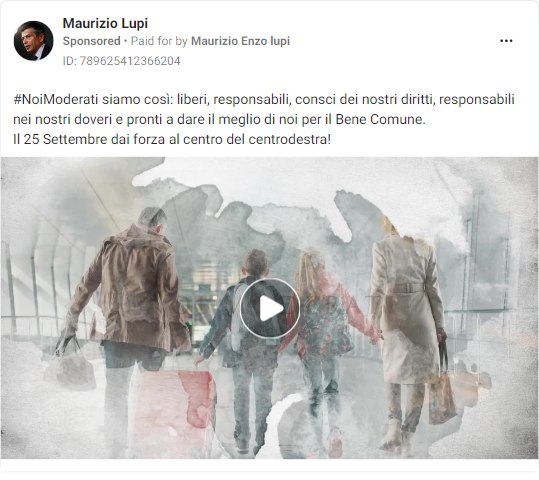 Maurizio Lupi
Sponsored • Paid for by Maurizio Enzo lupi
ID: 789625412366204
#NoiModerati siamo così: liberi, responsabili, consci dei nostri diritti, responsabili
nei nostri doveri e pronti a dare il meglio di noi per il Bene Comune.
Il 25 Settembre dai forza al centro del centrodestra!